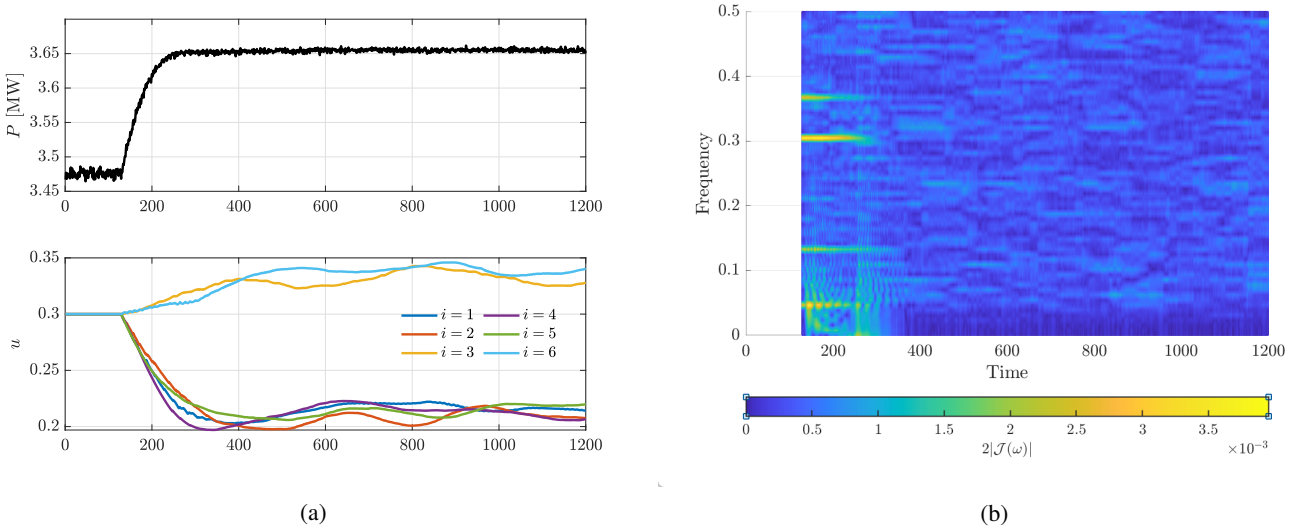 3.65
3.6
3.55
3.5
3.45
P [MW]
0 200 400 600 800 1000 1200
0.35
0.3
0.25
0.2
u
i = 1 i = 4
i = 2 i = 5
i = 3 i = 6
0 200 400 600 800 1000 1200
(a)
0.5
0.4
0.3
0.2
0.1
0
Frequency
200 400 600 800 1000 1200
Time
0 0.5 1 1.5 2 2.5 3 3.5
2|𝒥(ω)| ×10⁻³
(b)